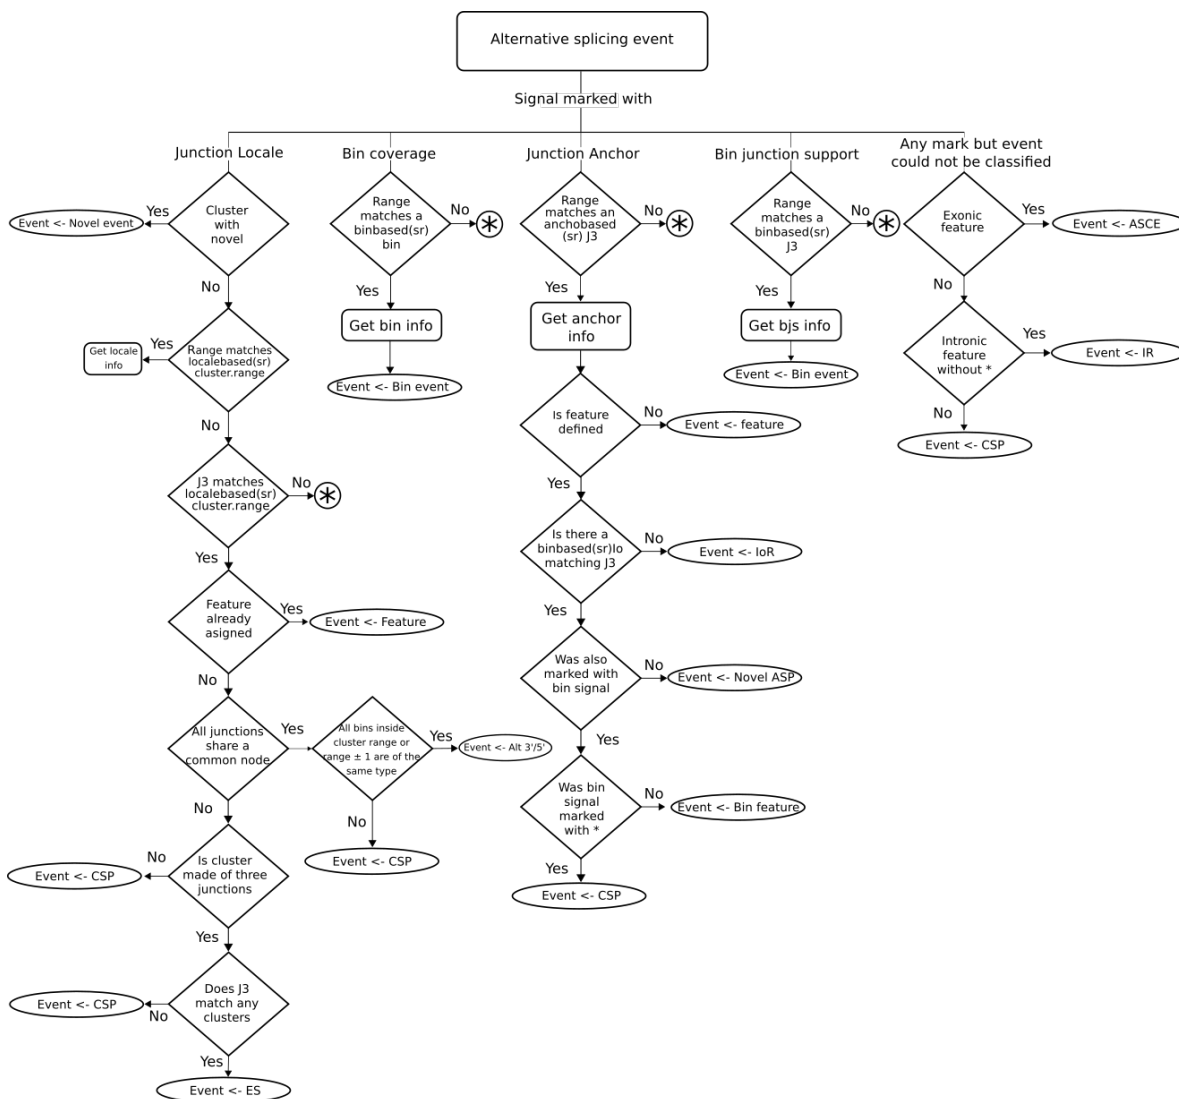 Alternative splicing event
Signal marked with
Junction Locale
Bin coverage
Junction Anchor
Bin junction support
Any mark but event
could not be classified
Cluster
with
novel
Yes
Event <- Novel event
No
Range matches
localebased(sr)
cluster.range
Yes
Get locale
info
No
J3 matches
localebased(sr)
cluster.range
No
*
Yes
Feature
already
asigned
Yes
Event <- Feature
No
All junctions
share a
common node
Yes
All bins inside
cluster range or
range ± 1 are of the
same type
Yes
Event <- Alt 3'/5'
No
Event <- CSP
No
Is cluster
made of three
junctions
No
Event <- CSP
Yes
Does J3
match any
clusters
No
Event <- CSP
Yes
Event <- ES
Range
matches a
binbased(sr)
bin
No
*
Yes
Get bin info
Event <- Bin event
Range
matches an
anchobased
(sr) J3
No
*
Yes
Get anchor
info
Is feature
defined
No
Event <- feature
Yes
Is there a
binbased(sr)Io
matching J3
No
Event <- IoR
Yes
Was also
marked with
bin signal
No
Event <- Novel ASP
Yes
Was bin
signal
marked
with *
No
Event <- Bin feature
Yes
Event <- CSP
Range
matches a
binbased(sr)
J3
No
*
Yes
Get bjs info
Event <- Bin event
Exonic
feature
Yes
Event <- ASCE
No
Intronic
feature
without *
Yes
Event <- IR
No
Event <- CSP